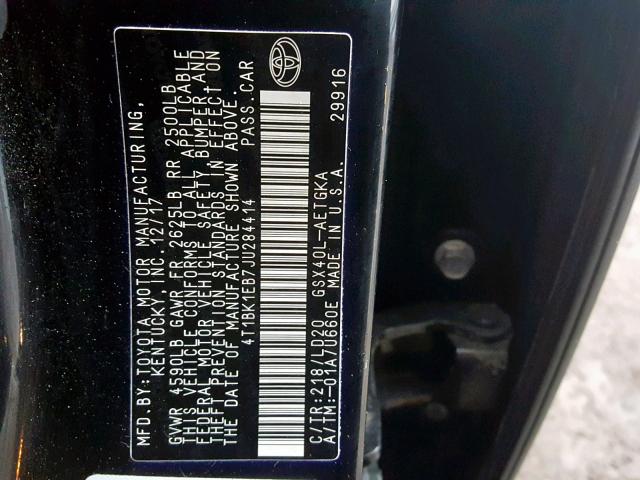 MFD.BY:TOYOTA MOTOR MANUFACTURING,
KENTUCKY, INC. 12/17
GVWR 4590LB GAWR FR 2625LB RR 2500LB
THIS VEHICLE CONFORMS TO ALL APPLICABLE
FEDERAL MOTOR VEHICLE SAFETY, BUMPER,AND
THEFT PREVENTION STANDARDS IN EFFECT ON
THE DATE OF MANUFACTURE SHOWN ABOVE.
4T1BK1EB7JU284414 PASS.CAR
C/TR:218/LD20 GSX40L-AETGKA
A/TM:-01A/U660E MADE IN U.S.A. 29916